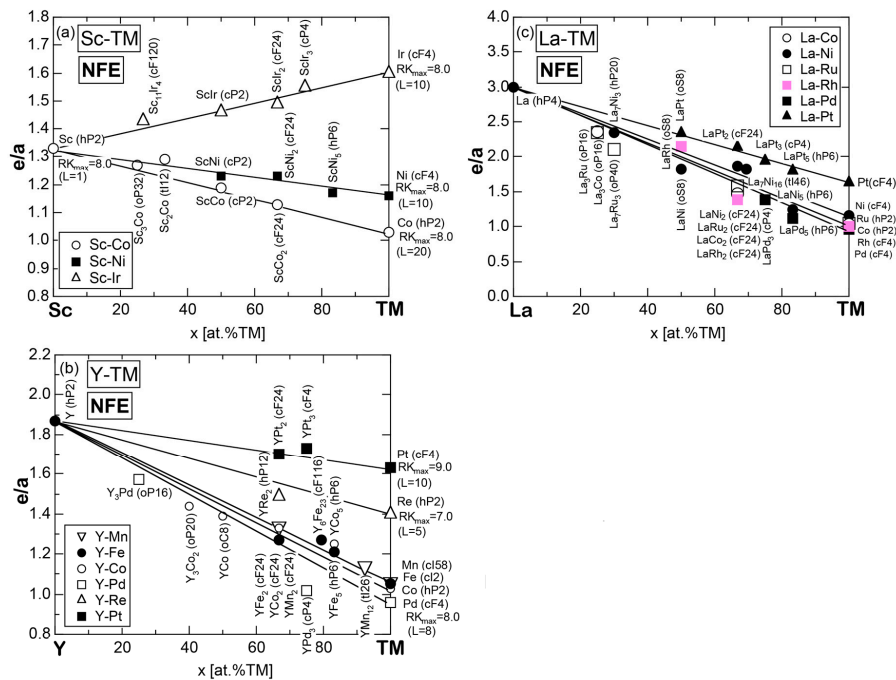 (a) Sc-TM
NFE
1.8
1.7
1.6
1.5
1.4
1.3
1.2
1.1
1.0
0.9
0.8
e/a
Sc (hP2)
RK_max=8.0
(L=1)
Sc₁₁Ir₄ (cF120)
ScIr (cP2)
ScIr₂ (cF24)
ScIr₃ (cP4)
Ir (cF4)
RK_max=8.0
(L=10)
Sc₃Co (oP32)
Sc₂Co (tI12)
ScNi (cP2)
ScCo (cP2)
ScNi₂ (cF24)
ScCo₂ (cF24)
ScNi₅ (hP6)
Ni (cF4)
RK_max=8.0
(L=10)
Co (hP2)
RK_max=8.0
(L=20)
Sc-Co
Sc-Ni
Sc-Ir
Sc 20 40 60 80 TM
x [at.%TM]
(c) La-TM
NFE
4.0
3.5
3.0
2.5
2.0
1.5
1.0
0.5
0.0
e/a
La-Co
La-Ni
La-Ru
La-Rh
La-Pd
La-Pt
La (hP4)
La₃Ru (oP16)
La₃Co (oP16)
La₇Ni₃ (hP20)
La₇Ru₃ (oP40)
LaPt (oS8)
LaRh (oS8)
LaNi (oS8)
LaPt₂ (cF24)
LaPt₃ (cP4)
LaPt₅ (hP6)
Pt(cF4)
La₇Ni₁₆ (tI46)
LaNi₅ (hP6)
LaNi₂ (cF24)
LaRu₂ (cF24)
LaCo₂ (cF24)
LaRh₂ (cF24)
LaPd₃ (cP4)
LaPd₅ (hP6)
Ni (cF4)
Ru (hP2)
Co (hP2)
Rh (cF4)
Pd (cF4)
La 20 40 60 80 TM
x [at.%TM]
(b) Y-TM
NFE
2.2
2.0
1.8
1.6
1.4
1.2
1.0
0.8
e/a
Y (hP2)
Y₃Pd (oP16)
Y₃Co₂ (oP20)
YCo (oC8)
YRe₂ (hP12)
YPt₂ (cF24)
YPt₃ (cF4)
Y₆Fe₂₃ (cF116)
YCo₅ (hP6)
YFe₂ (cF24)
YCo₂ (cF24)
YMn₂ (cF24)
YPd₃ (cP4)
YFe₅ (hP6)
YMn₁₂ (tI26)
Pt (cF4)
RK_max=9.0
(L=10)
Re (hP2)
RK_max=7.0
(L=5)
Mn (cI58)
Fe (cI2)
Co (hP2)
Pd (cF4)
RK_max=8.0
(L=8)
Y-Mn
Y-Fe
Y-Co
Y-Pd
Y-Re
Y-Pt
Y 20 40 60 80 TM
x [at.%TM]